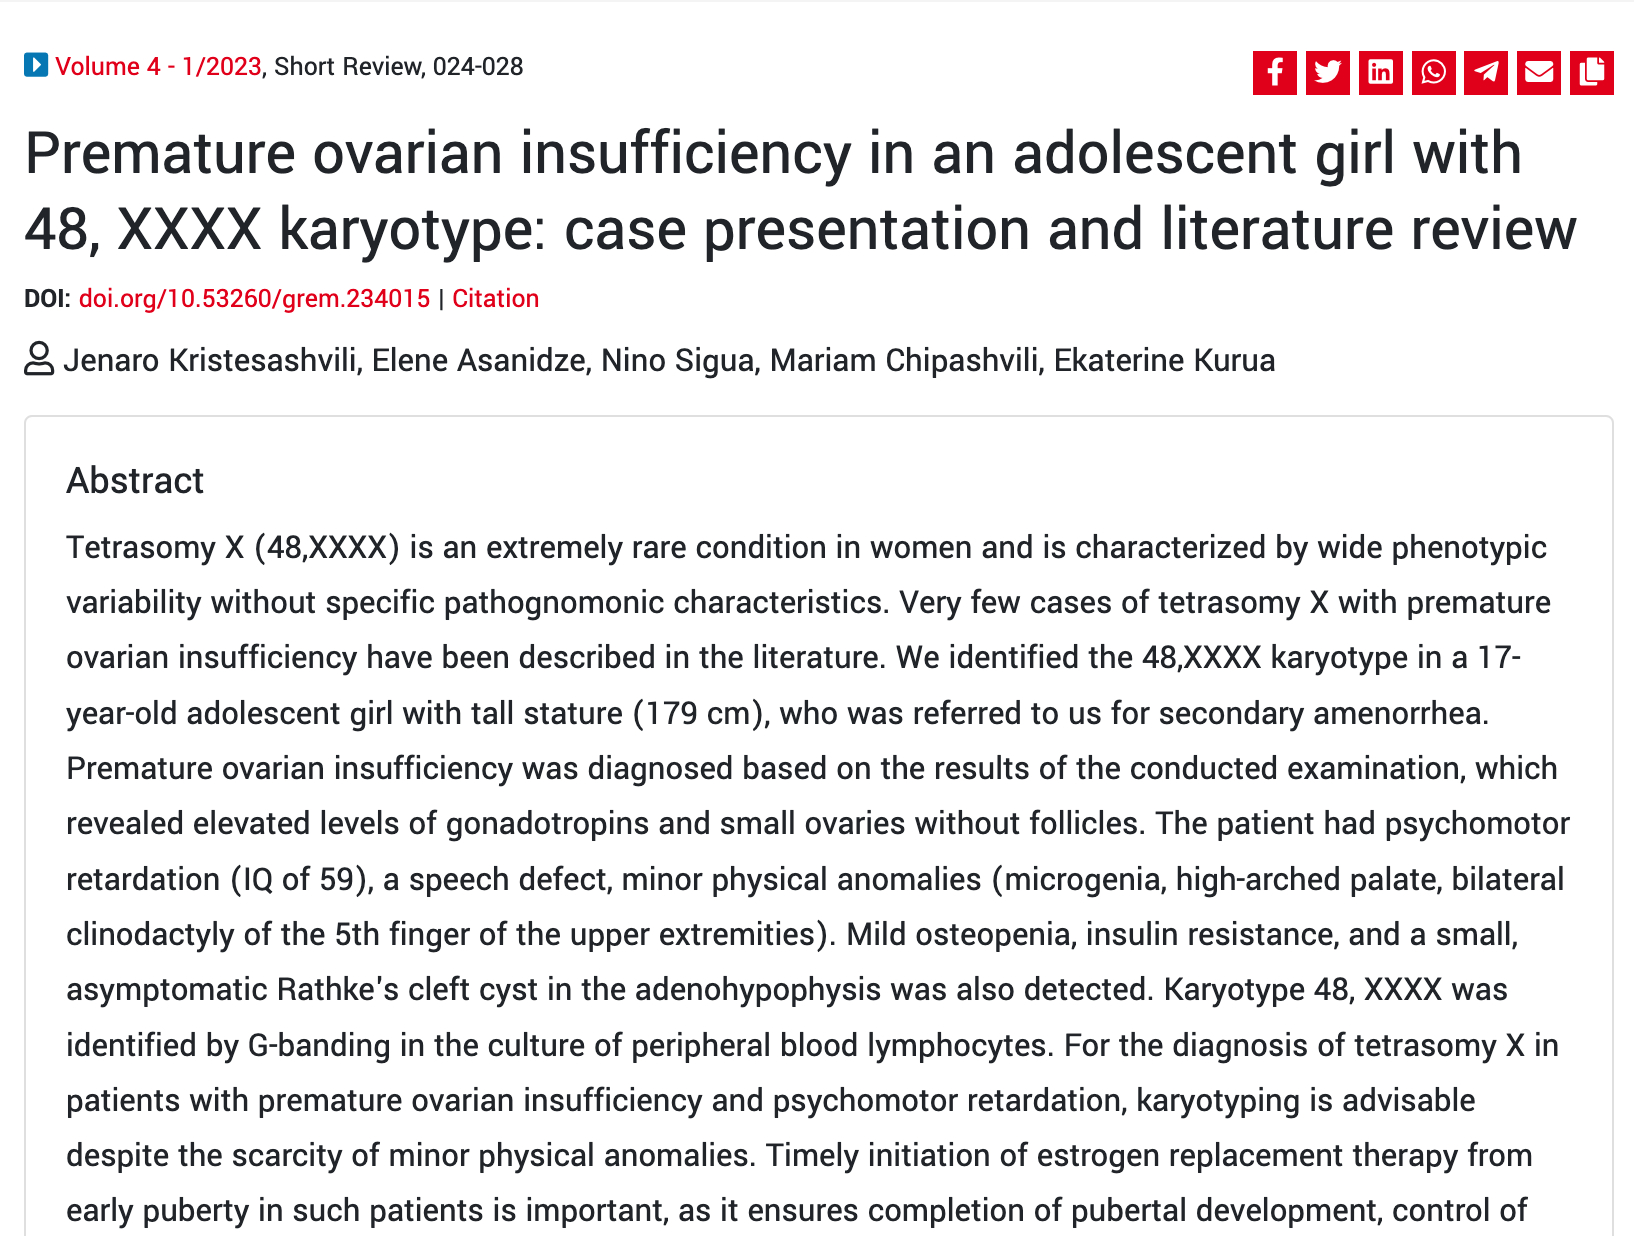 Volume 4 - 1/2023, Short Review, 024-028
Premature ovarian insufficiency in an adolescent girl with
48, XXXX karyotype: case presentation and literature review
DOI: doi.org/10.53260/grem.234015 | Citation
Jenaro Kristesashvili, Elene Asanidze, Nino Sigua, Mariam Chipashvili, Ekaterine Kurua
Abstract
Tetrasomy X (48,XXXX) is an extremely rare condition in women and is characterized by wide phenotypic
variability without specific pathognomonic characteristics. Very few cases of tetrasomy X with premature
ovarian insufficiency have been described in the literature. We identified the 48,XXXX karyotype in a 17-
year-old adolescent girl with tall stature (179 cm), who was referred to us for secondary amenorrhea.
Premature ovarian insufficiency was diagnosed based on the results of the conducted examination, which
revealed elevated levels of gonadotropins and small ovaries without follicles. The patient had psychomotor
retardation (IQ of 59), a speech defect, minor physical anomalies (microgenia, high-arched palate, bilateral
clinodactyly of the 5th finger of the upper extremities). Mild osteopenia, insulin resistance, and a small,
asymptomatic Rathke's cleft cyst in the adenohypophysis was also detected. Karyotype 48, XXXX was
identified by G-banding in the culture of peripheral blood lymphocytes. For the diagnosis of tetrasomy X in
patients with premature ovarian insufficiency and psychomotor retardation, karyotyping is advisable
despite the scarcity of minor physical anomalies. Timely initiation of estrogen replacement therapy from
early puberty in such patients is important, as it ensures completion of pubertal development, control of